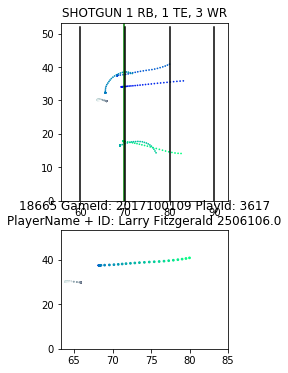 SHOTGUN 1 RB, 1 TE, 3 WR
50
40
30
20
10
0
60 70 80 90
18665 GameId: 2017100109 PlayId: 3617
PlayerName + ID: Larry Fitzgerald 2506106.0
40
20
0
65 70 75 80 85